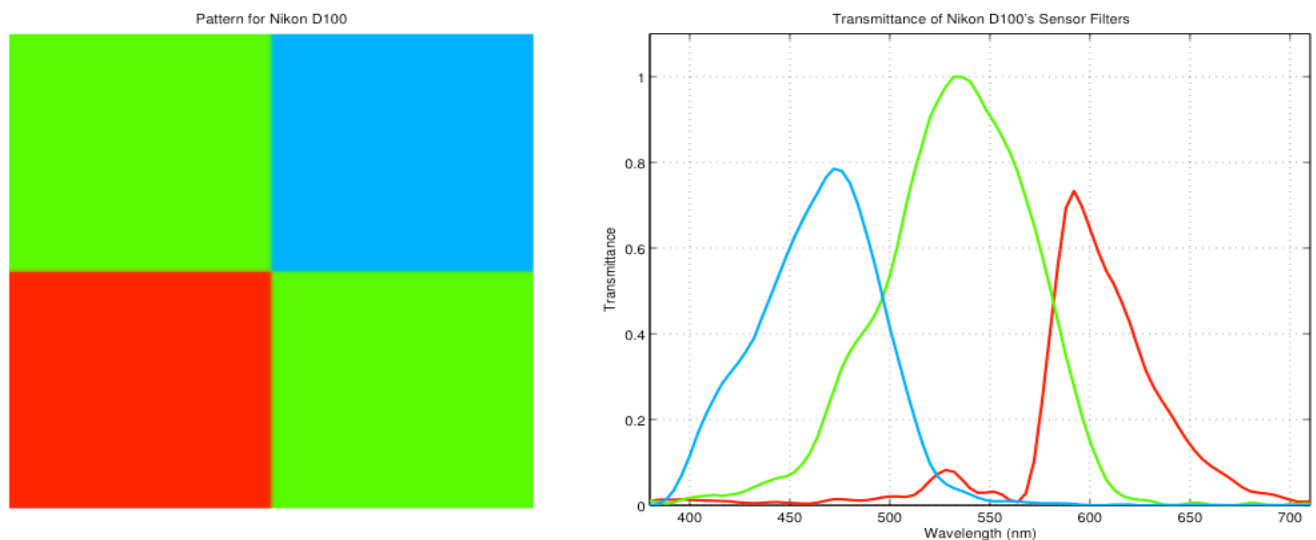 Pattern for Nikon D100
Transmittance of Nikon D100's Sensor Filters
1
0.8
0.6
0.4
0.2
0
Transmittance
400 450 500 550 600 650 700
Wavelength (nm)